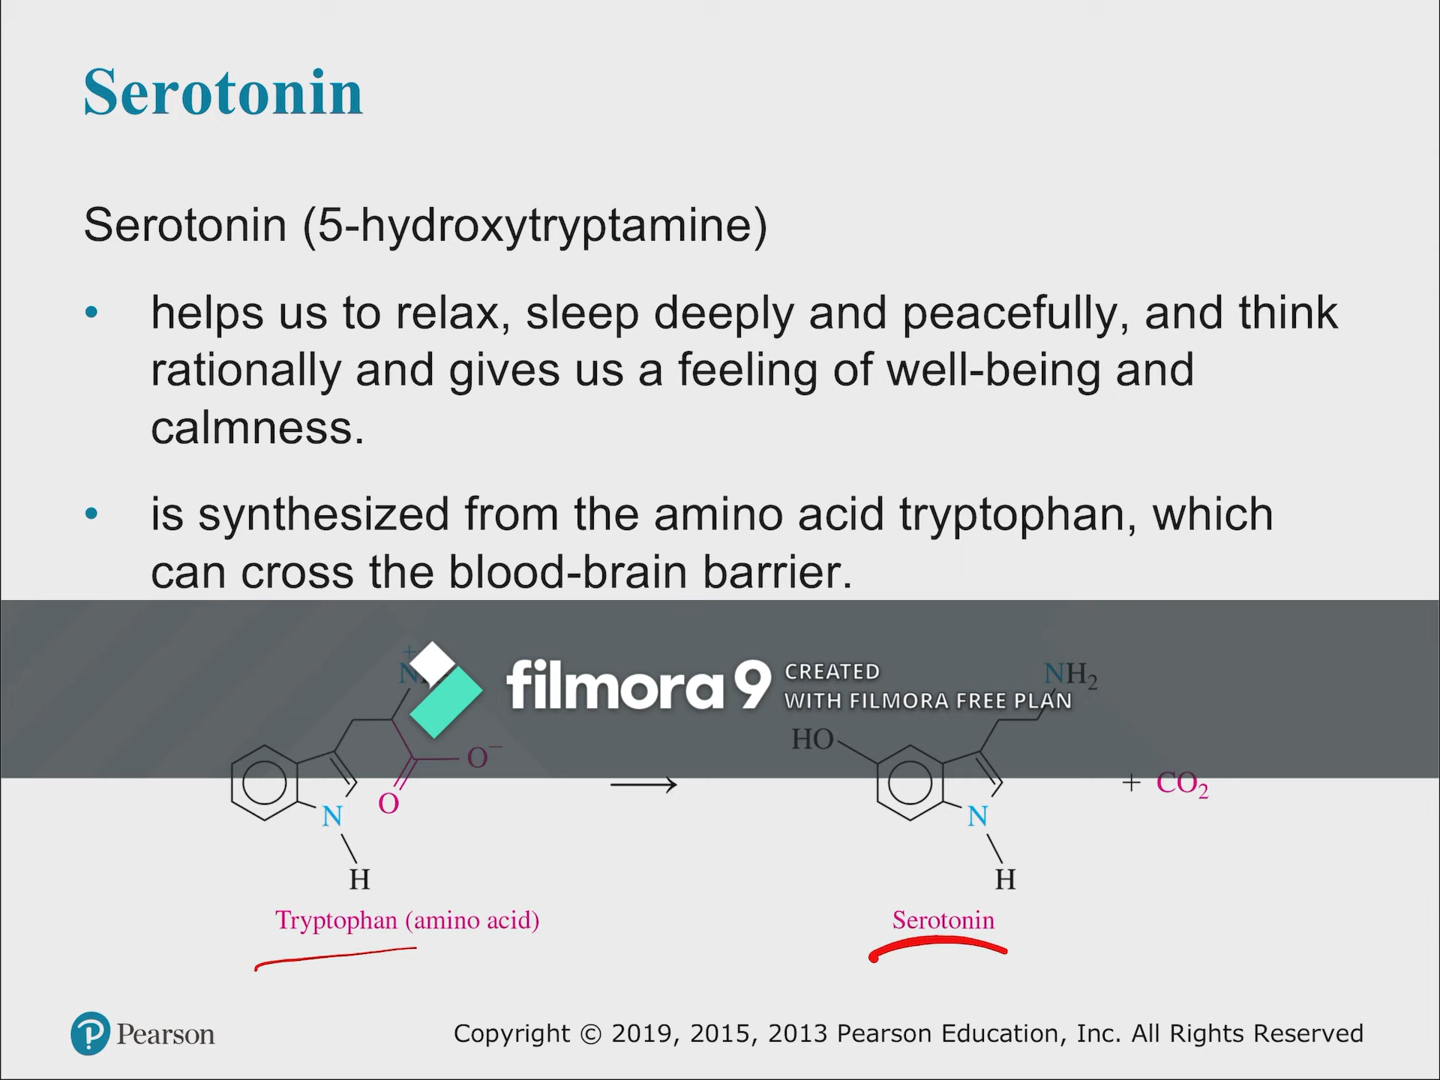 Serotonin
Serotonin (5-hydroxytryptamine)
• helps us to relax, sleep deeply and peacefully, and think
rationally and gives us a feeling of well-being and
calmness.
• is synthesized from the amino acid tryptophan, which
can cross the blood-brain barrier.
filmora9 CREATED
WITH FILMORA FREE PLAN
+
N
NH₂
HO
O⁻
O
N
H
N
H
+ CO₂
Tryptophan (amino acid)
Serotonin
Pearson
Copyright © 2019, 2015, 2013 Pearson Education, Inc. All Rights Reserved